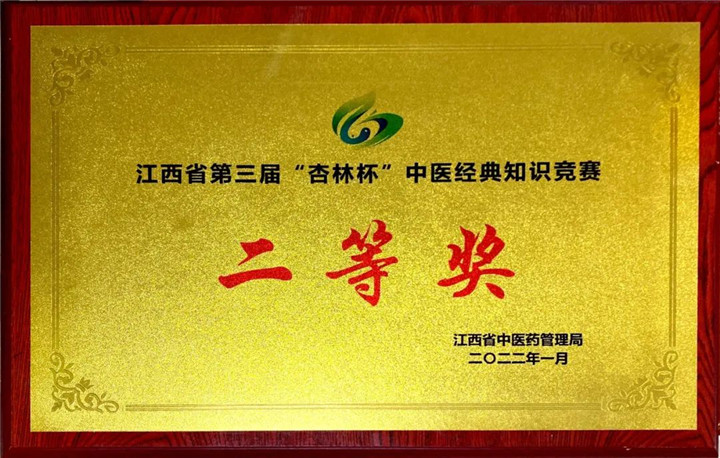 江西省第三届“杏林杯”中医经典知识竞赛
二等奖
江西省中医药管理局
二〇二二年一月